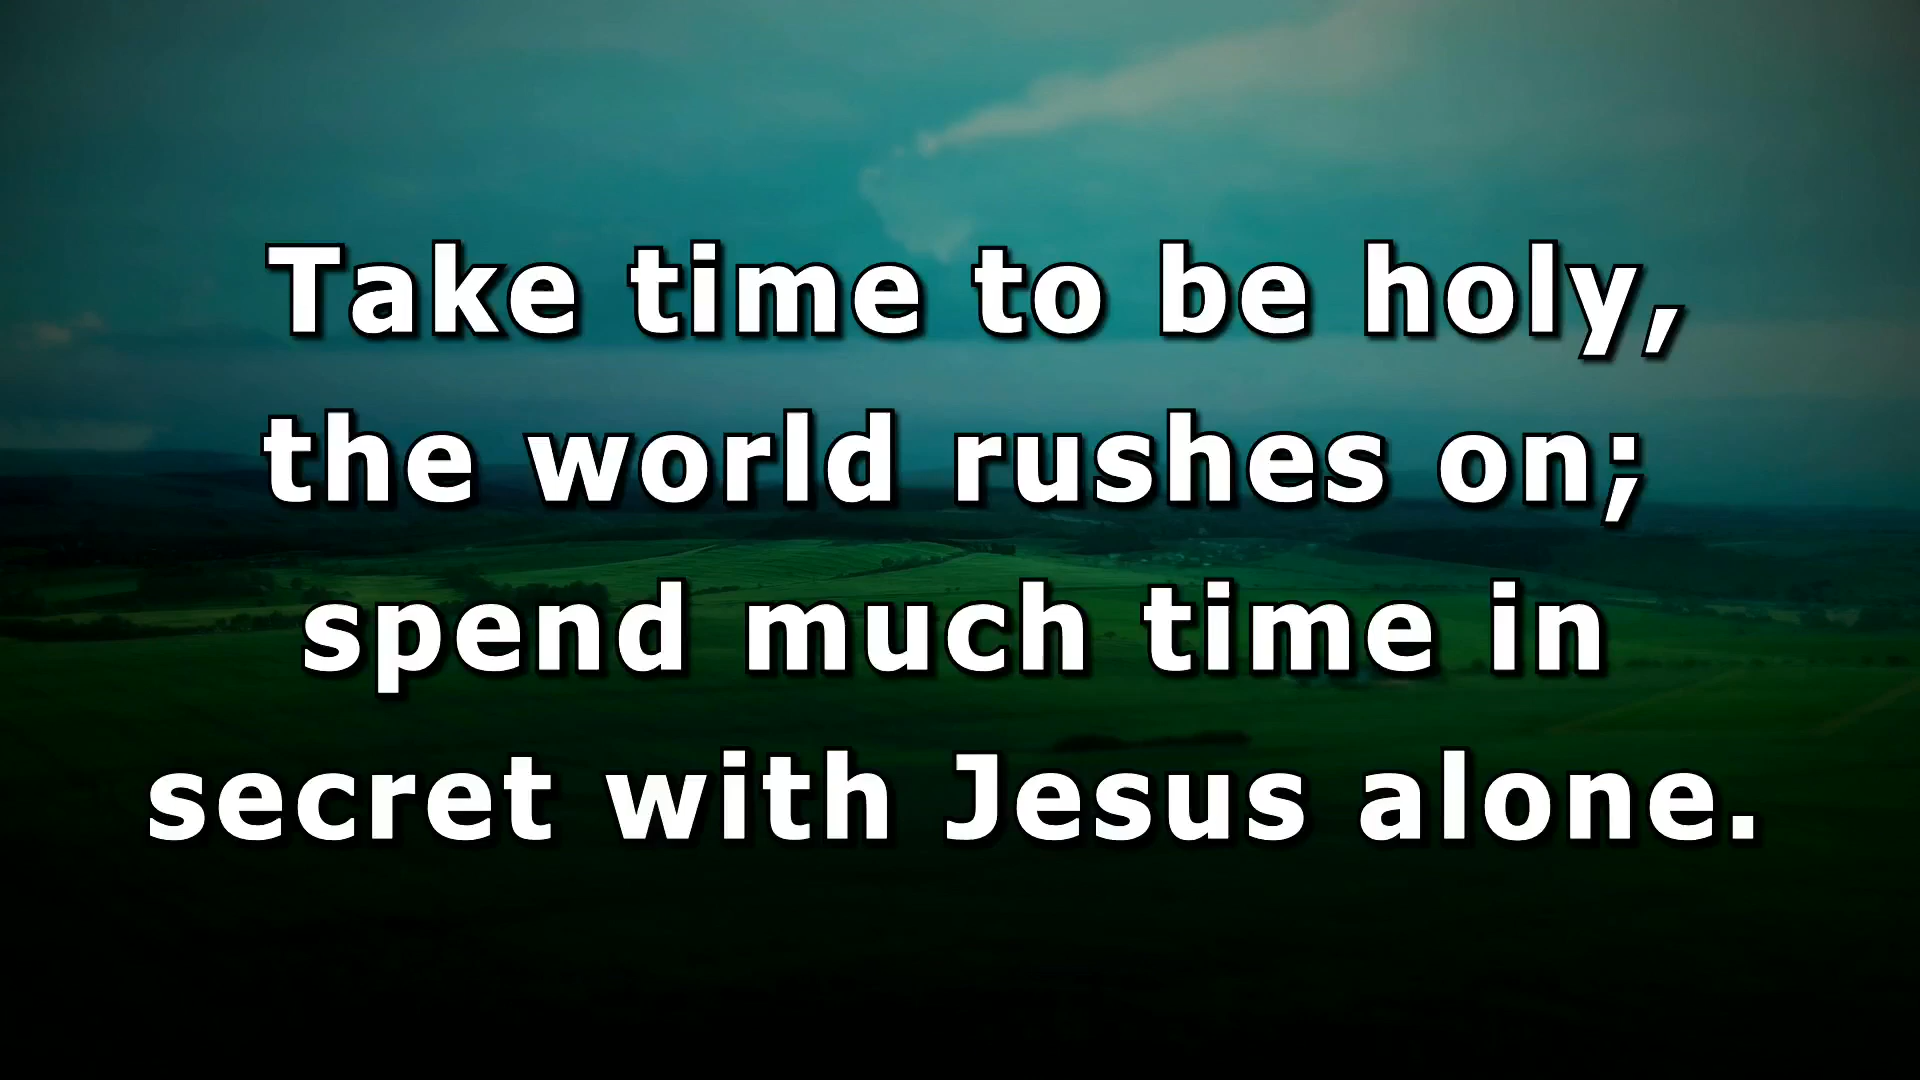 Take time to be holy,
the world rushes on;
spend much time in
secret with Jesus alone.